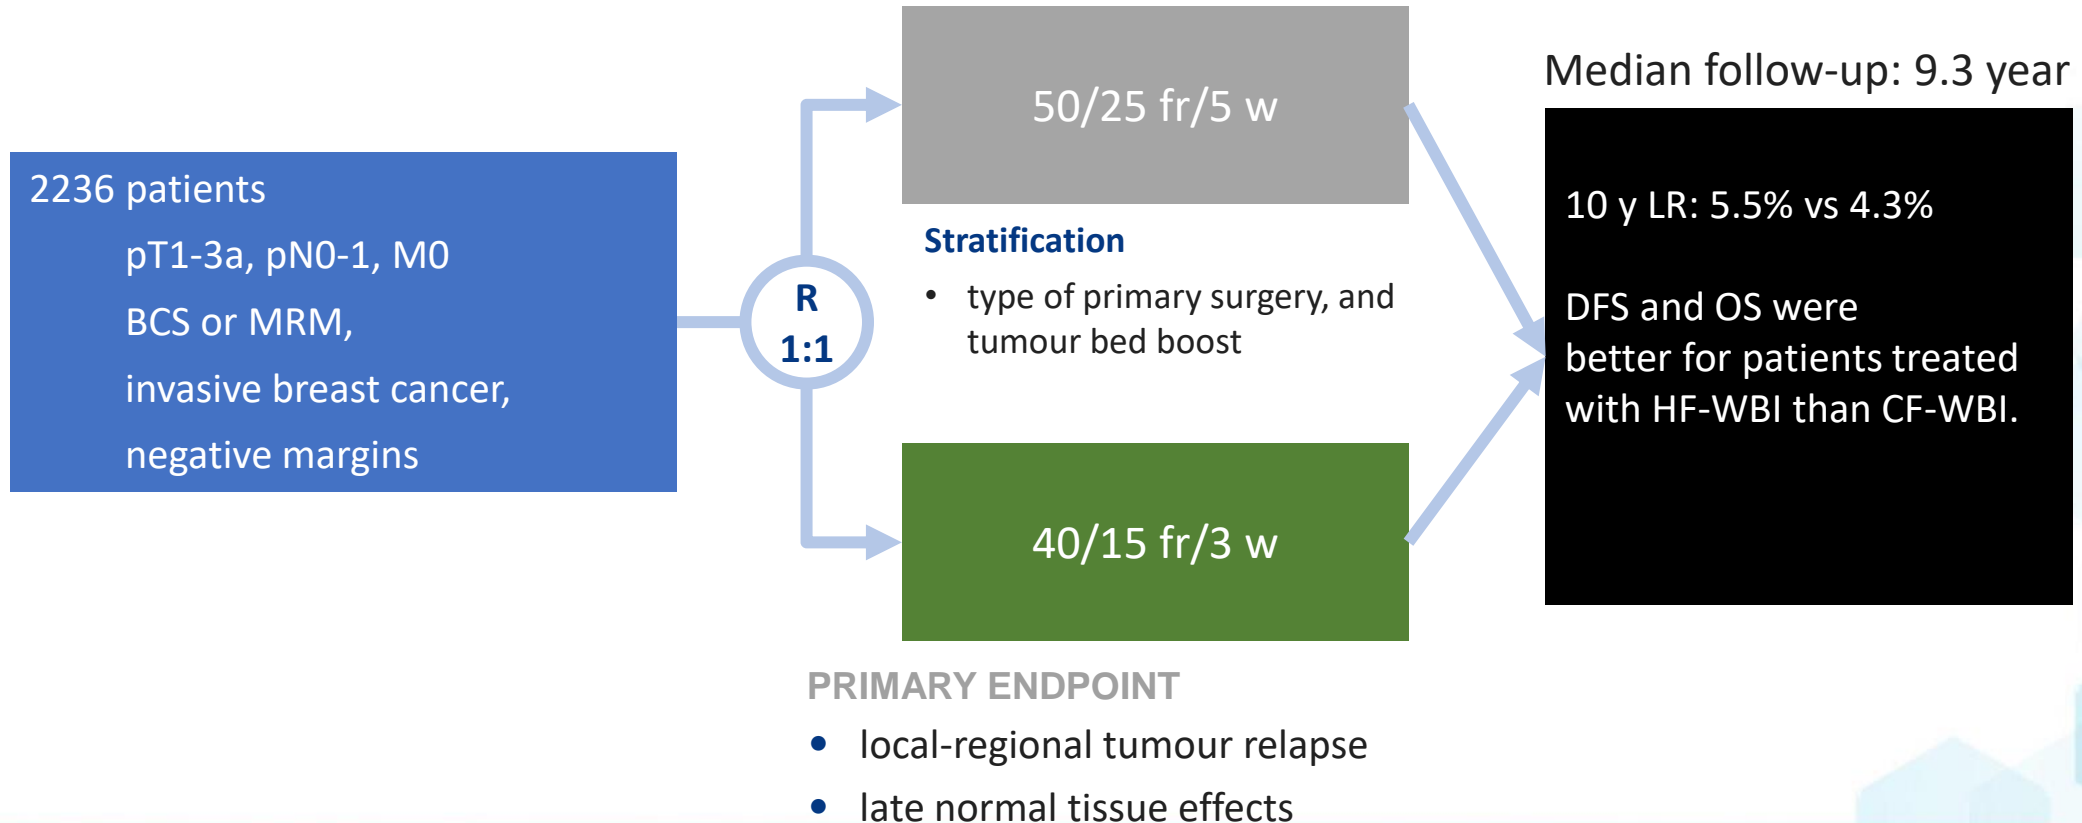 2236 patients
pT1-3a, pN0-1, M0
BCS or MRM,
invasive breast cancer,
negative margins
R
1:1
50/25 fr/5 w
Stratification
• type of primary surgery, and
tumour bed boost
40/15 fr/3 w
PRIMARY ENDPOINT
• local-regional tumour relapse
• late normal tissue effects
Median follow-up: 9.3 year
10 y LR: 5.5% vs 4.3%
DFS and OS were
better for patients treated
with HF-WBI than CF-WBI.